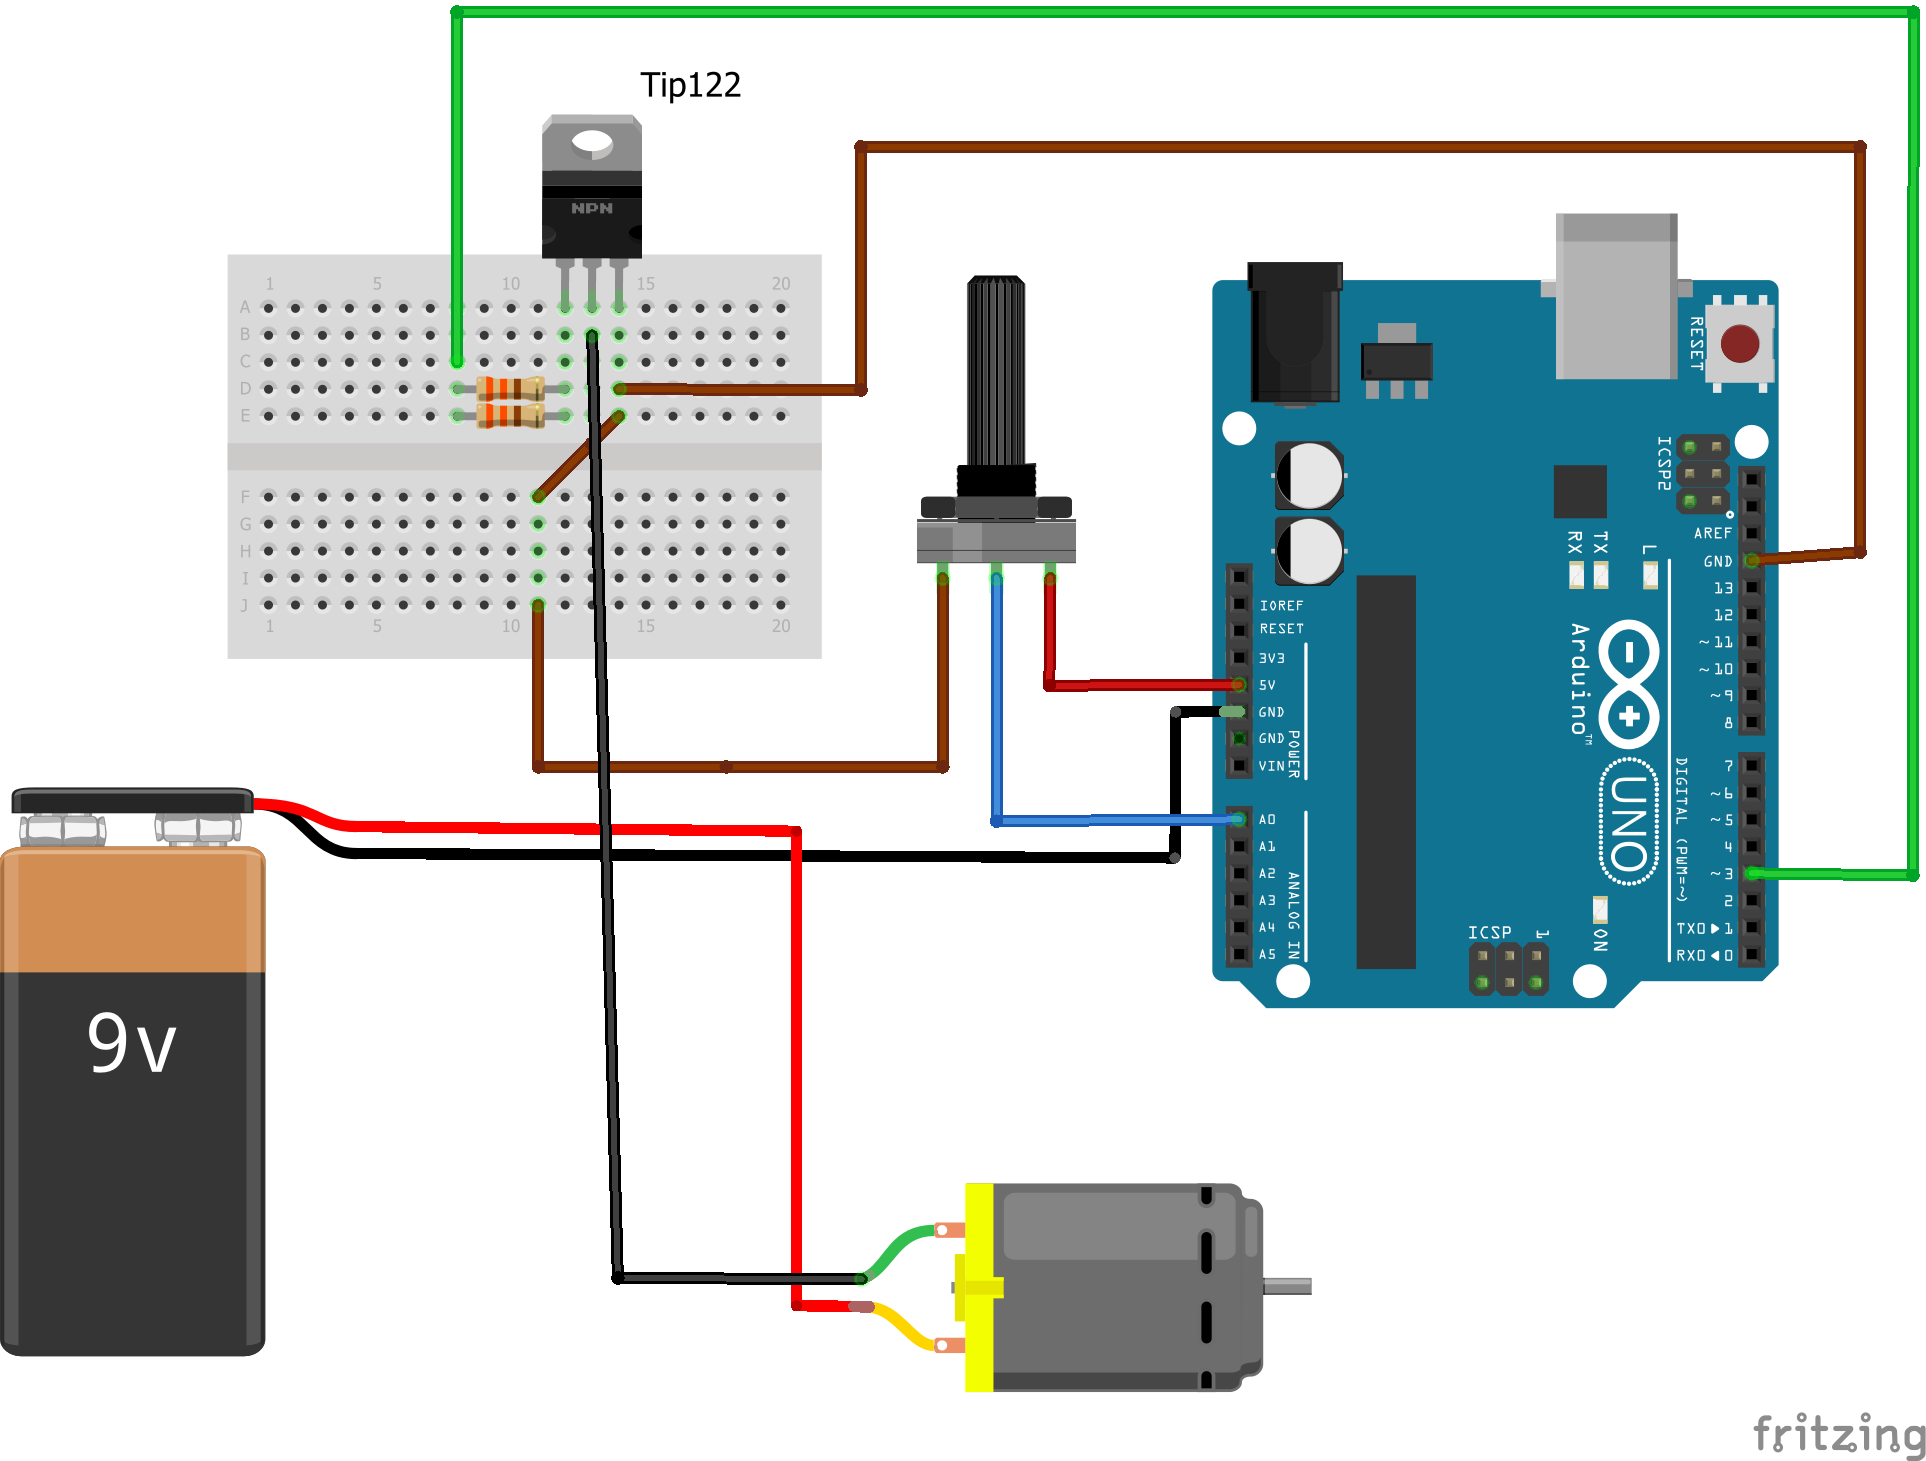 Tip122
NPN
1 5 10 15 20
A
B
C
D
E
F
G
H
I
J
1 5 10 15 20
RESET
ICSP2
AREF
GND
13
12
~11
~10
~9
8
7
~6
~5
4
~3
2
TX0 1
RX0 0
RX
TX
L
IOREF
RESET
3V3
5V
GND
GND
VIN
POWER
A0
A1
A2
A3
A4
A5
ANALOG IN
Arduino™
UNO
DIGITAL (PWM=~)
ICSP 1
ON
9v
fritzing